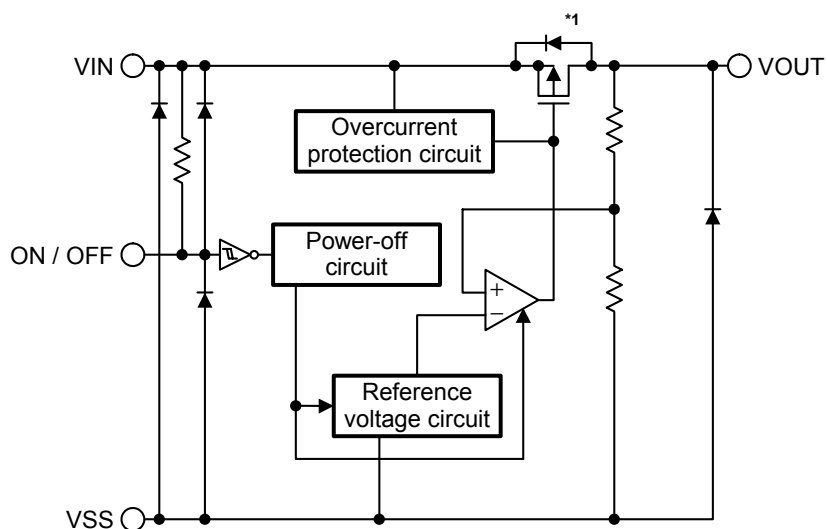 *1
VIN
VOUT
Overcurrent
protection circuit
ON / OFF
Power-off
circuit
+
−
Reference
voltage circuit
VSS